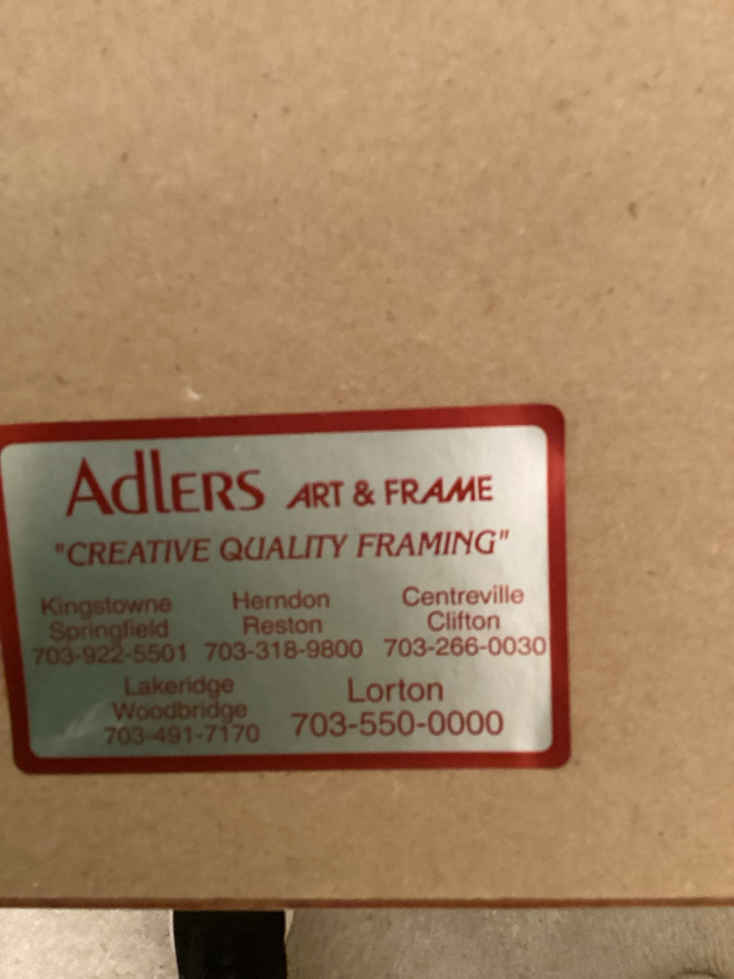 Adlers ART & FRAME
"CREATIVE QUALITY FRAMING"
Kingstowne Herndon Centreville
Springfield Reston Clifton
703-922-5501 703-318-9800 703-266-0030
Lakeridge Lorton
Woodbridge 703-550-0000
703-491-7170